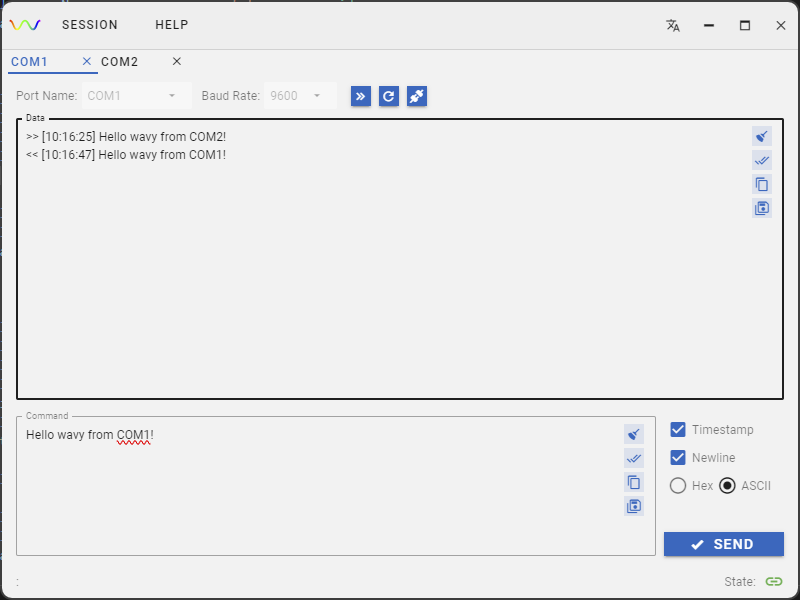 SESSION HELP
COM1 COM2
Port Name: COM1 Baud Rate: 9600
Data
>> [10:16:25] Hello wavy from COM2!
<< [10:16:47] Hello wavy from COM1!
Command
Hello wavy from COM1!
Timestamp
Newline
Hex ASCII
SEND
: State: